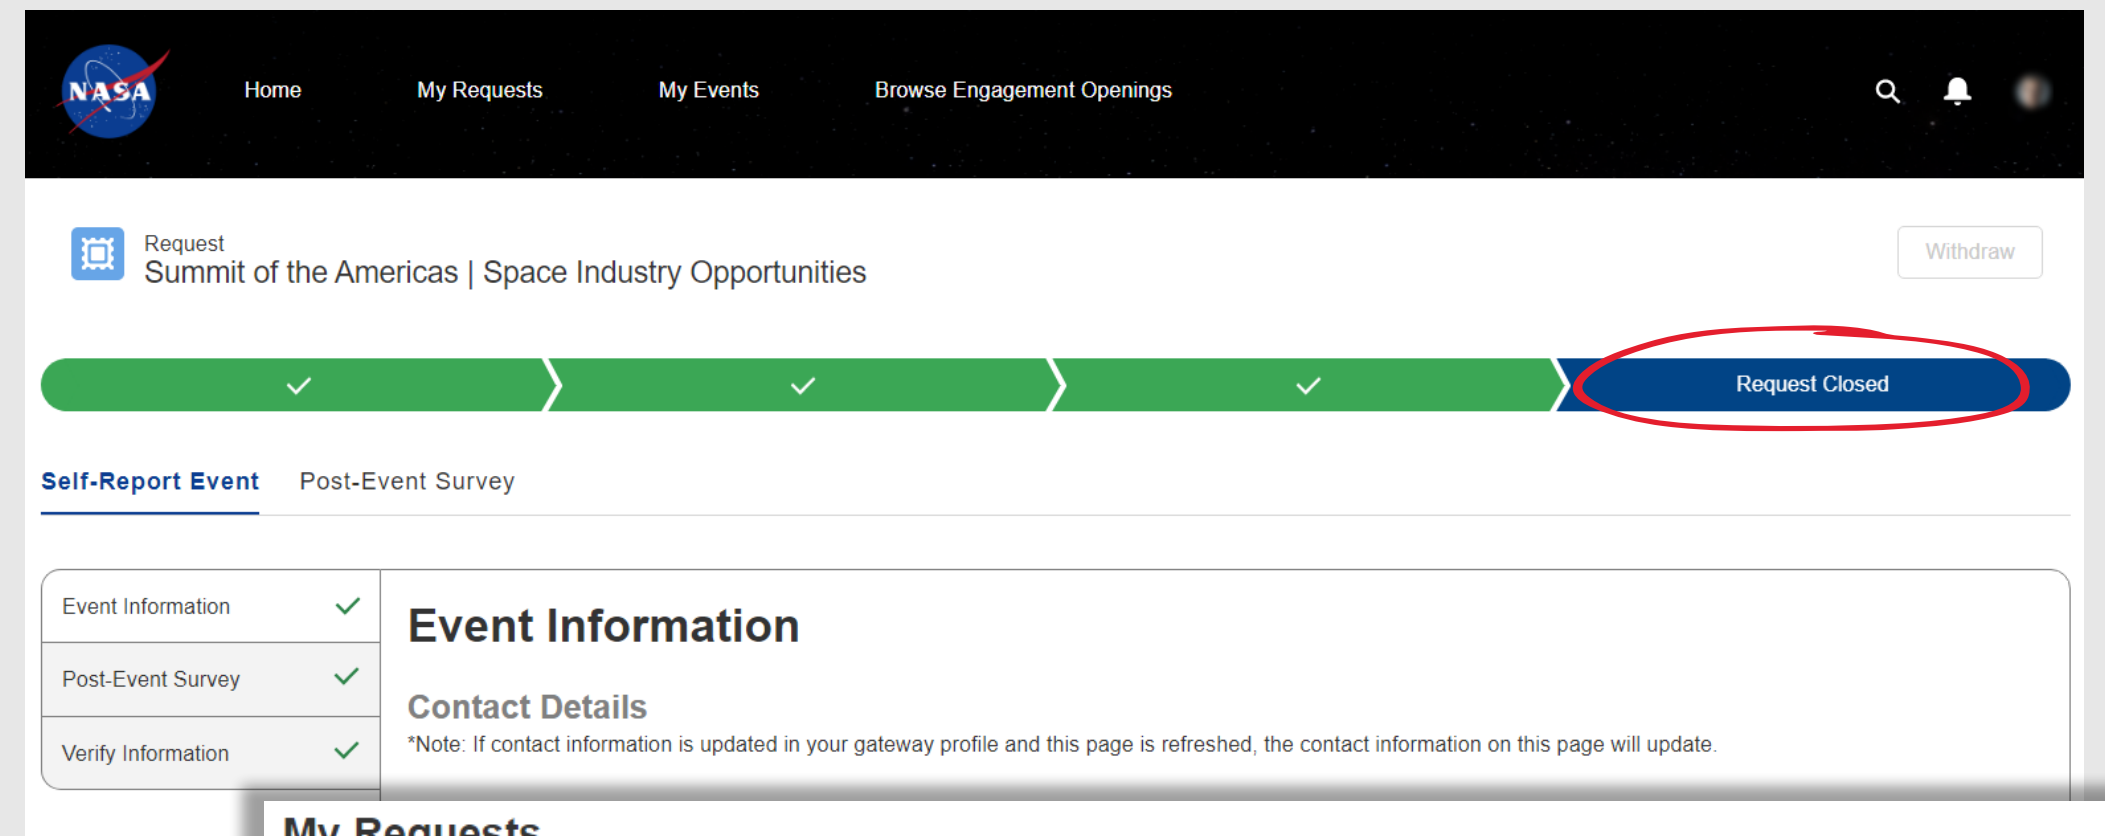 NASA
Home My Requests My Events Browse Engagement Openings
Request
Summit of the Americas | Space Industry Opportunities
Withdraw
Request Closed
Self-Report Event Post-Event Survey
Event Information
Post-Event Survey
Verify Information
Event Information
Contact Details
*Note: If contact information is updated in your gateway profile and this page is refreshed, the contact information on this page will update.
My Requests